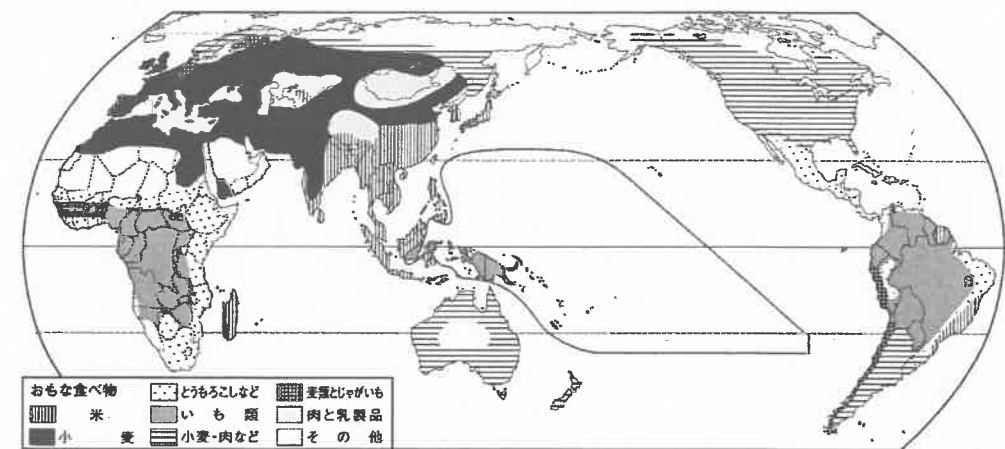 おもな食べ物
米
小麦
とうもろこしなど
いも類
小麦・肉など
麦類とじゃがいも
肉と乳製品
その他